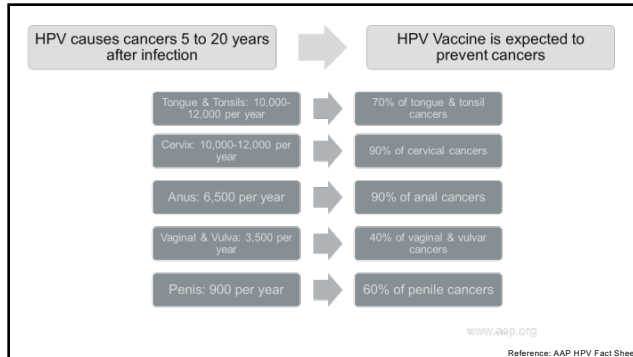 HPV causes cancers 5 to 20 years
after infection
HPV Vaccine is expected to
prevent cancers
Tongue & Tonsils: 10,000-
12,000 per year
70% of tongue & tonsil
cancers
Cervix: 10,000-12,000 per
year
90% of cervical cancers
Anus: 6,500 per year
90% of anal cancers
Vaginal & Vulva: 3,500 per
year
40% of vaginal & vulvar
cancers
Penis: 900 per year
60% of penile cancers
www.aap.org
Reference: AAP HPV Fact Shee